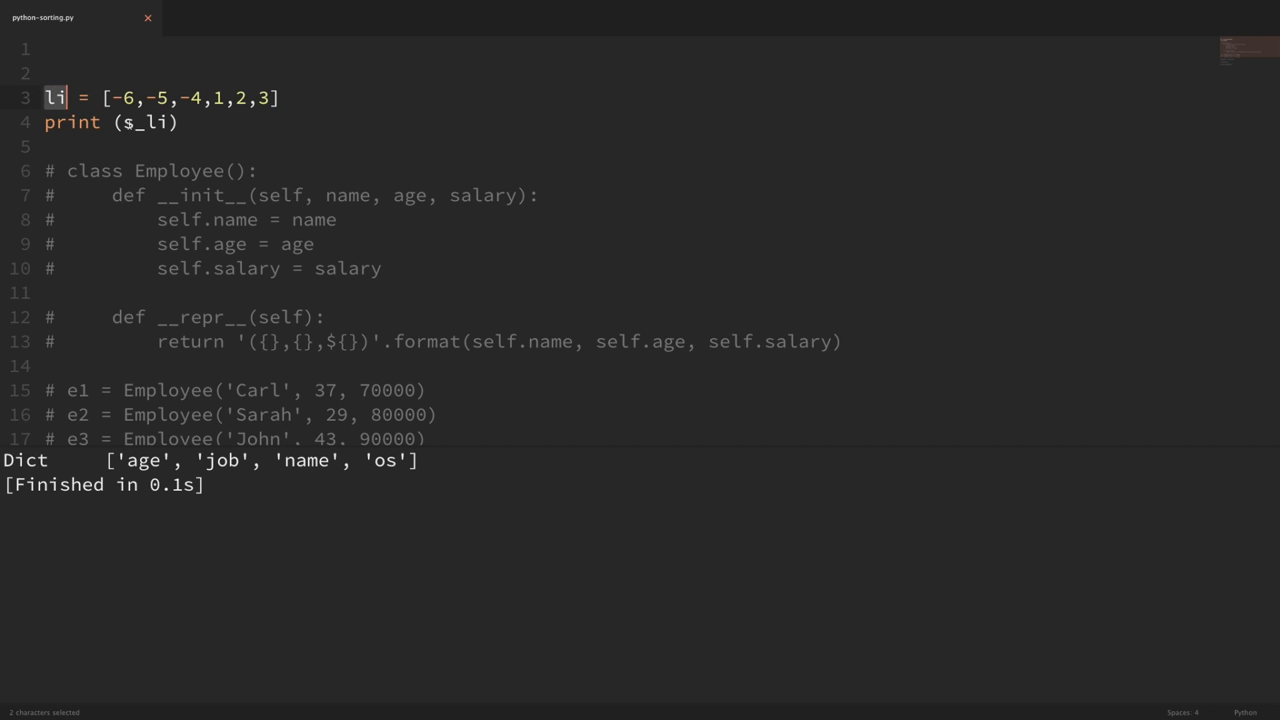 python-sorting.py
1
2
3 li = [-6,-5,-4,1,2,3]
4 print (s_li)
5
6 # class Employee():
7 #     def __init__(self, name, age, salary):
8 #         self.name = name
9 #         self.age = age
10 #         self.salary = salary
11
12 #     def __repr__(self):
13 #         return '({},{},${})'.format(self.name, self.age, self.salary)
14
15 # e1 = Employee('Carl', 37, 70000)
16 # e2 = Employee('Sarah', 29, 80000)
17 # e3 = Employee('John', 43, 90000)
Dict     ['age', 'job', 'name', 'os']
[Finished in 0.1s]
2 characters selected
Spaces: 4
Python